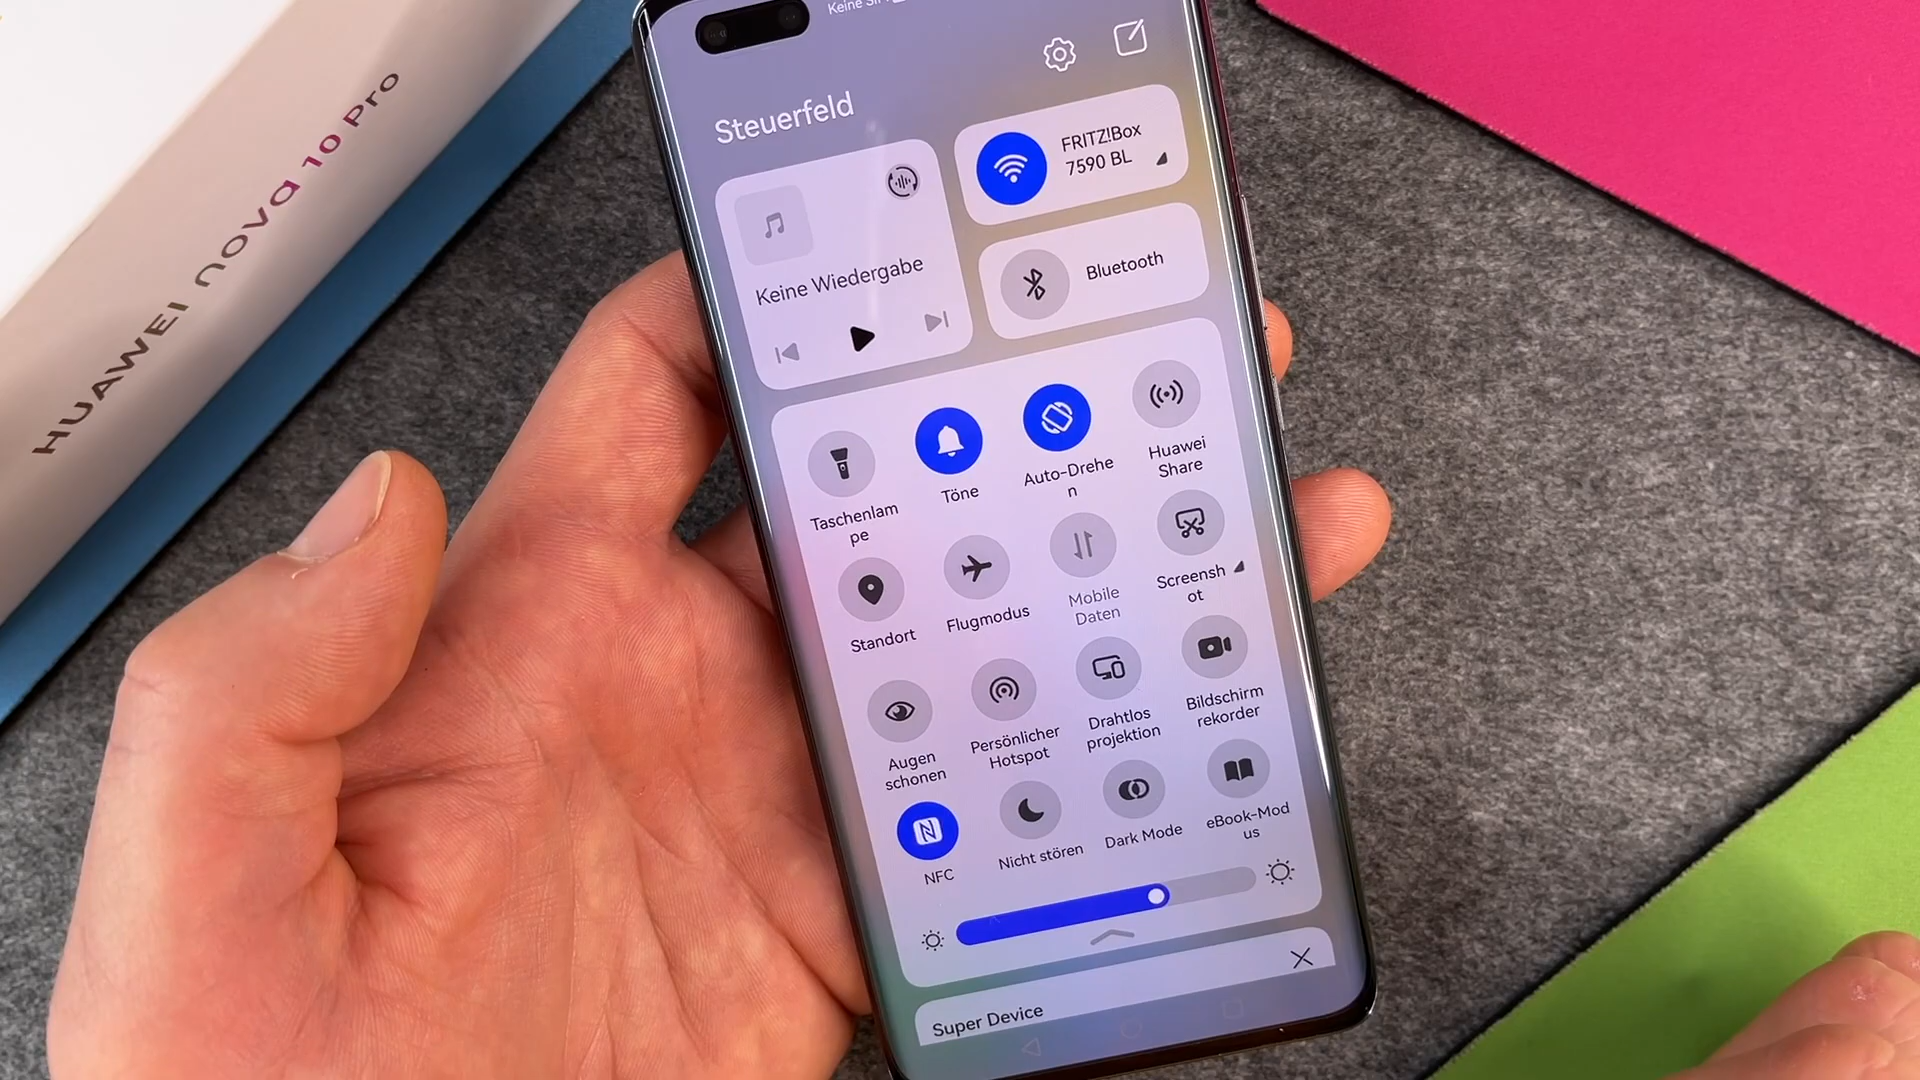 HUAWEI nova 10 Pro
Keine
Steuerfeld
FRITZ!Box
7590 BL
Keine Wiedergabe
Bluetooth
Taschenlam
pe
Töne
Auto-Drehe
n
Huawei
Share
Standort
Flugmodus
Mobile
Daten
Screensh
ot
Augen
schonen
Persönlicher
Hotspot
Drahtlos
projektion
Bildschirm
rekorder
NFC
Nicht stören
Dark Mode
eBook-Mod
us
Super Device